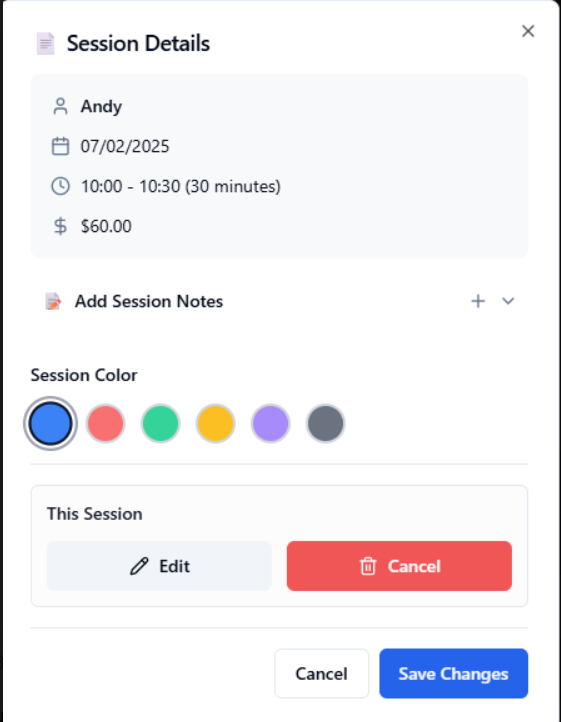 Session Details
Andy
07/02/2025
10:00 - 10:30 (30 minutes)
$60.00
Add Session Notes
Session Color
This Session
Edit
Cancel
Cancel
Save Changes